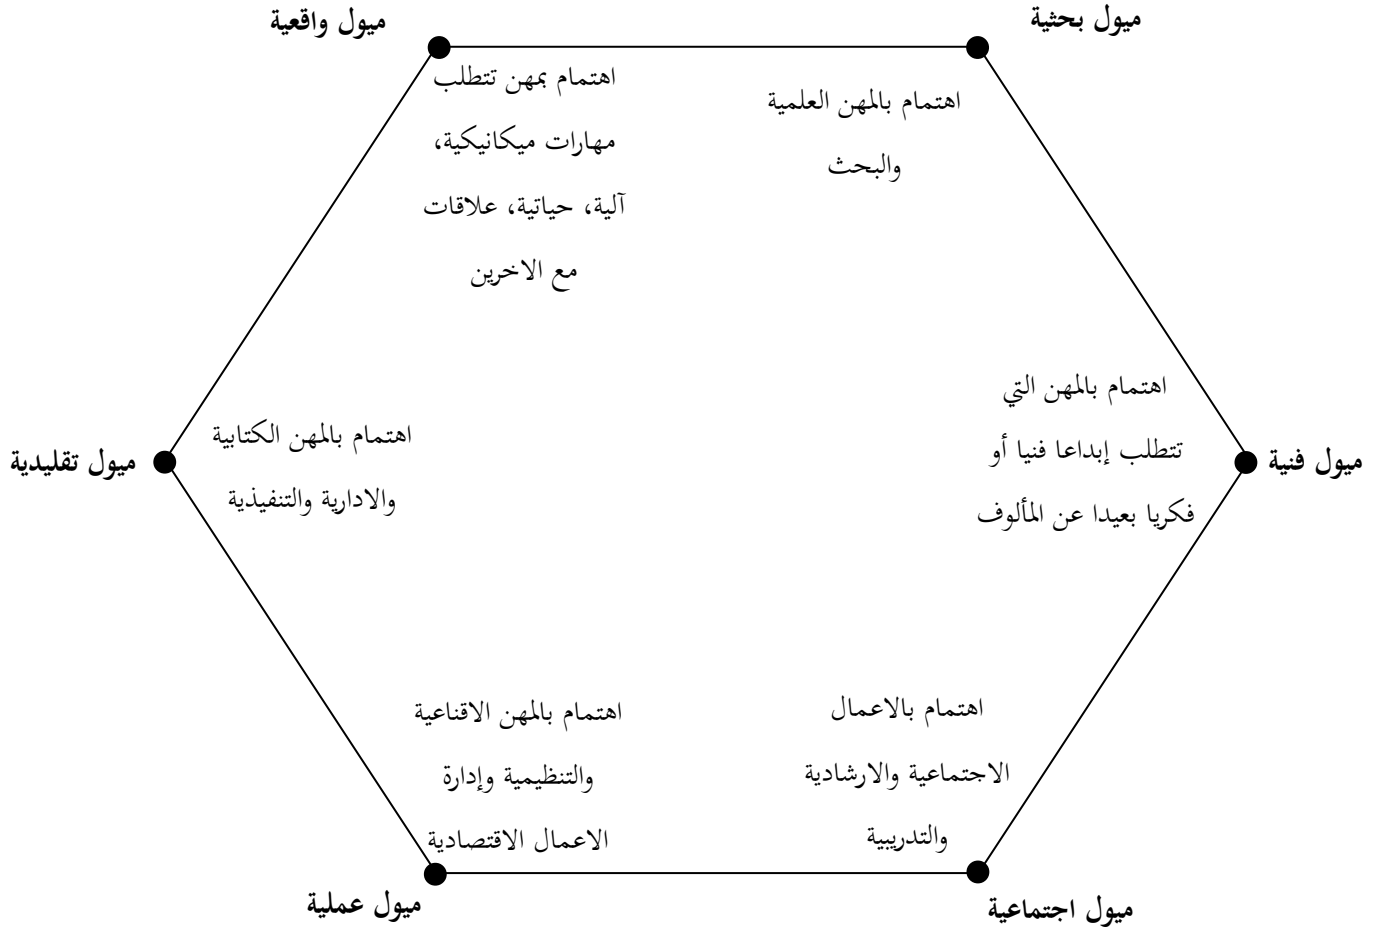 ميول بحثية
ميول واقعية
اهتمام بالمهن العلمية
والبحث
اهتمام بمهن تتطلب
مهارات ميكانيكية،
آلية، حياتية، علاقات
مع الاخرين
ميول فنية
اهتمام بالمهن التي
تتطلب إبداعا فنيا أو
فكريا بعيدا عن المألوف
اهتمام بالمهن الكتابية
والادارية والتنفيذية
ميول تقليدية
اهتمام بالاعمال
الاجتماعية والارشادية
والتدريبية
اهتمام بالمهن الاقناعية
والتنظيمية وإدارة
الاعمال الاقتصادية
ميول اجتماعية
ميول عملية